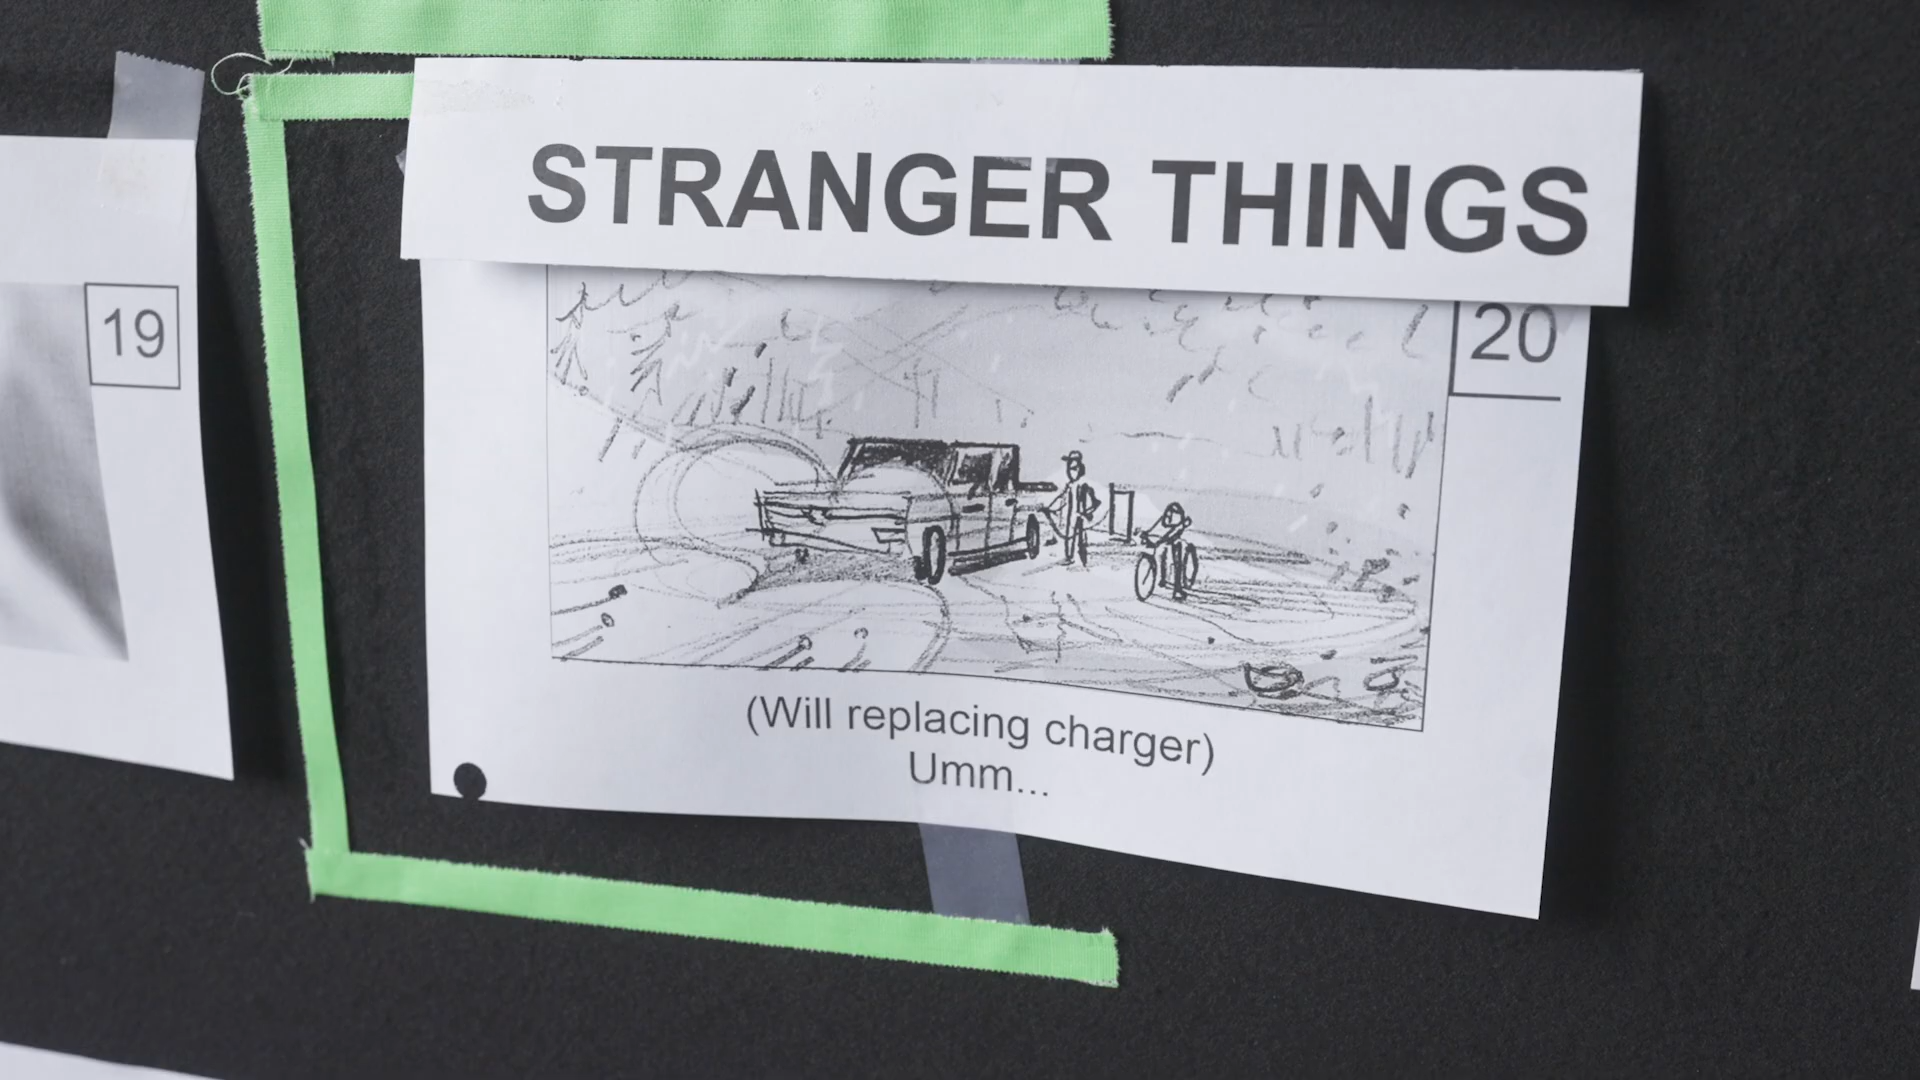 STRANGER THINGS
19
20
(Will replacing charger)
Umm...